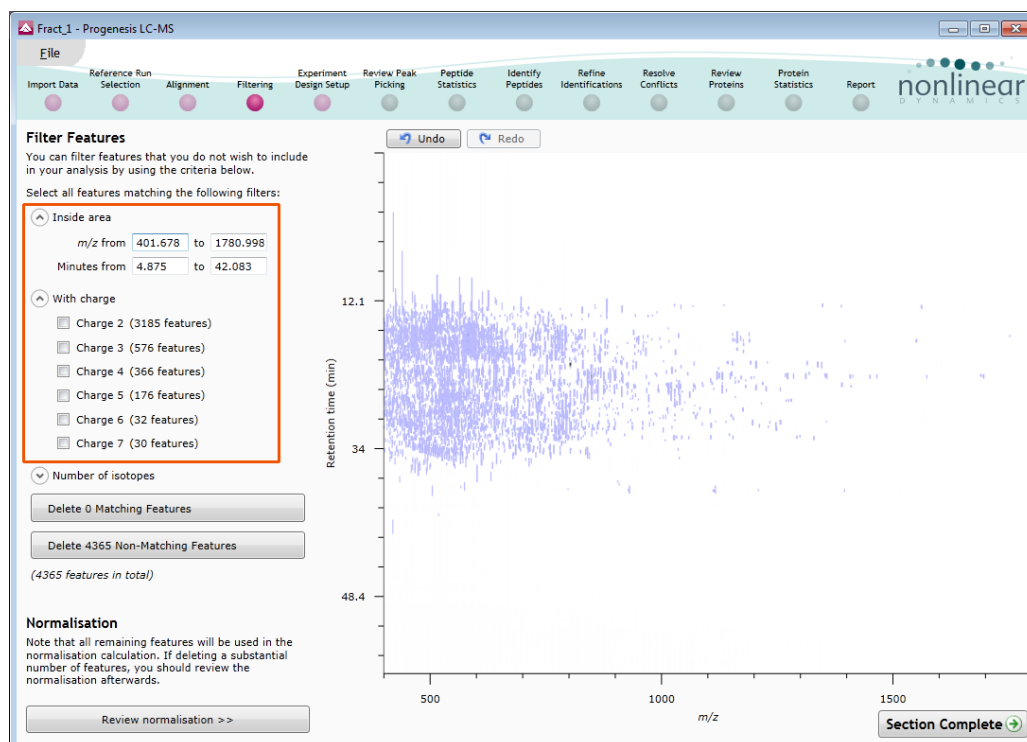 Fract_1 - Progenesis LC-MS
File
Import Data
Reference Run
Selection
Alignment
Filtering
Experiment
Design Setup
Review Peak
Picking
Peptide
Statistics
Identify
Peptides
Refine
Identifications
Resolve
Conflicts
Review
Proteins
Protein
Statistics
Report
nonlinear
DYNAMICS
Filter Features
You can filter features that you do not wish to include
in your analysis by using the criteria below.
Select all features matching the following filters:
Inside area
m/z from 401.678 to 1780.998
Minutes from 4.875 to 42.083
With charge
Charge 2 (3185 features)
Charge 3 (576 features)
Charge 4 (366 features)
Charge 5 (176 features)
Charge 6 (32 features)
Charge 7 (30 features)
Number of isotopes
Delete 0 Matching Features
Delete 4365 Non-Matching Features
(4365 features in total)
Normalisation
Note that all remaining features will be used in the
normalisation calculation. If deleting a substantial
number of features, you should review the
normalisation afterwards.
Review normalisation >>
Undo
Redo
12.1
34
48.4
Retention time (min)
500
1000
1500
m/z
Section Complete